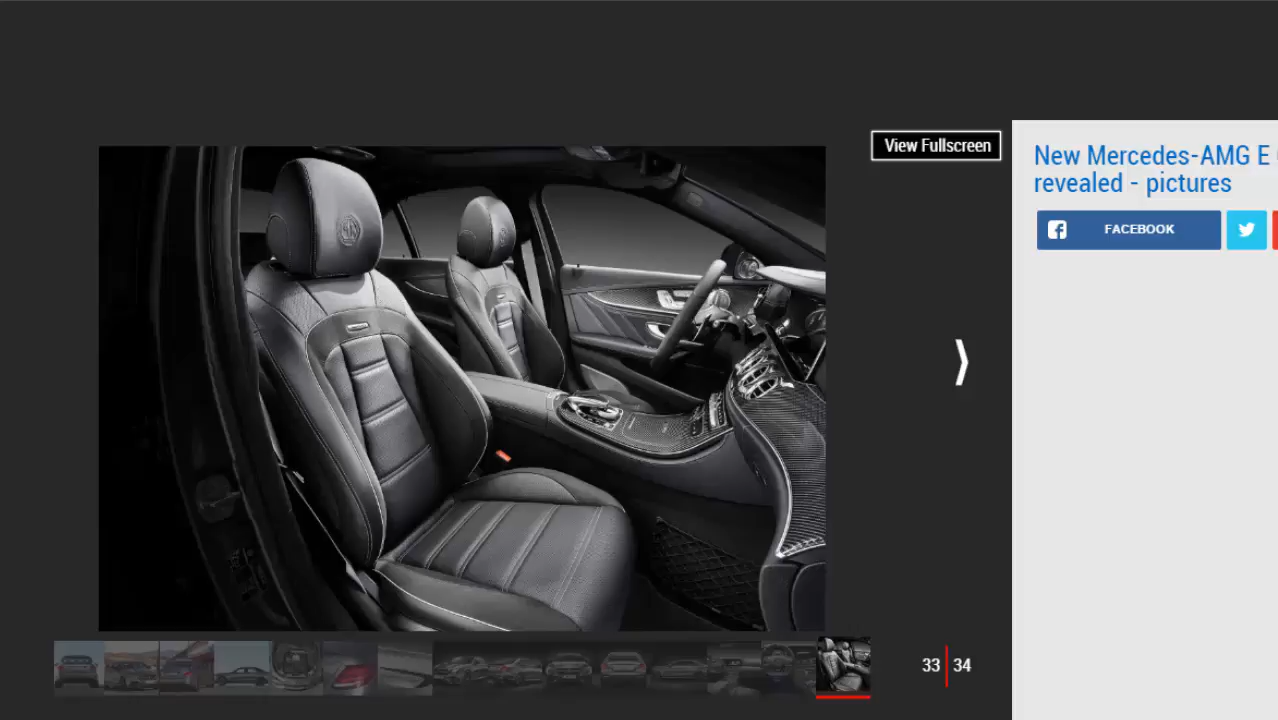 View Fullscreen
New Mercedes-AMG E
revealed - pictures
FACEBOOK
33 34